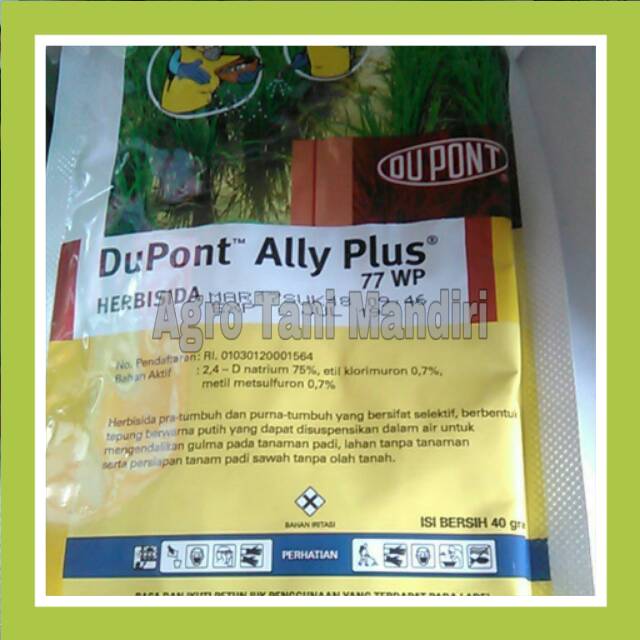 DUPONT
DuPont™ Ally Plus®
77 WP
HERBISIDA
Agro Tani Mandiri
No. Pendaftaran: RI. 01030120001564
Bahan Aktif : 2,4 – D natrium 75%, etil klorimuron 0,7%,
metil metsulfuron 0,7%
Herbisida pra-tumbuh dan purna-tumbuh yang bersifat selektif, berbentuk
tepung berwarna putih yang dapat disuspensikan dalam air untuk
mengendalikan gulma pada tanaman padi, lahan tanpa tanaman
serta persiapan tanam padi sawah tanpa olah tanah.
BAHAN IRITASI
ISI BERSIH 40 gr
PERHATIAN